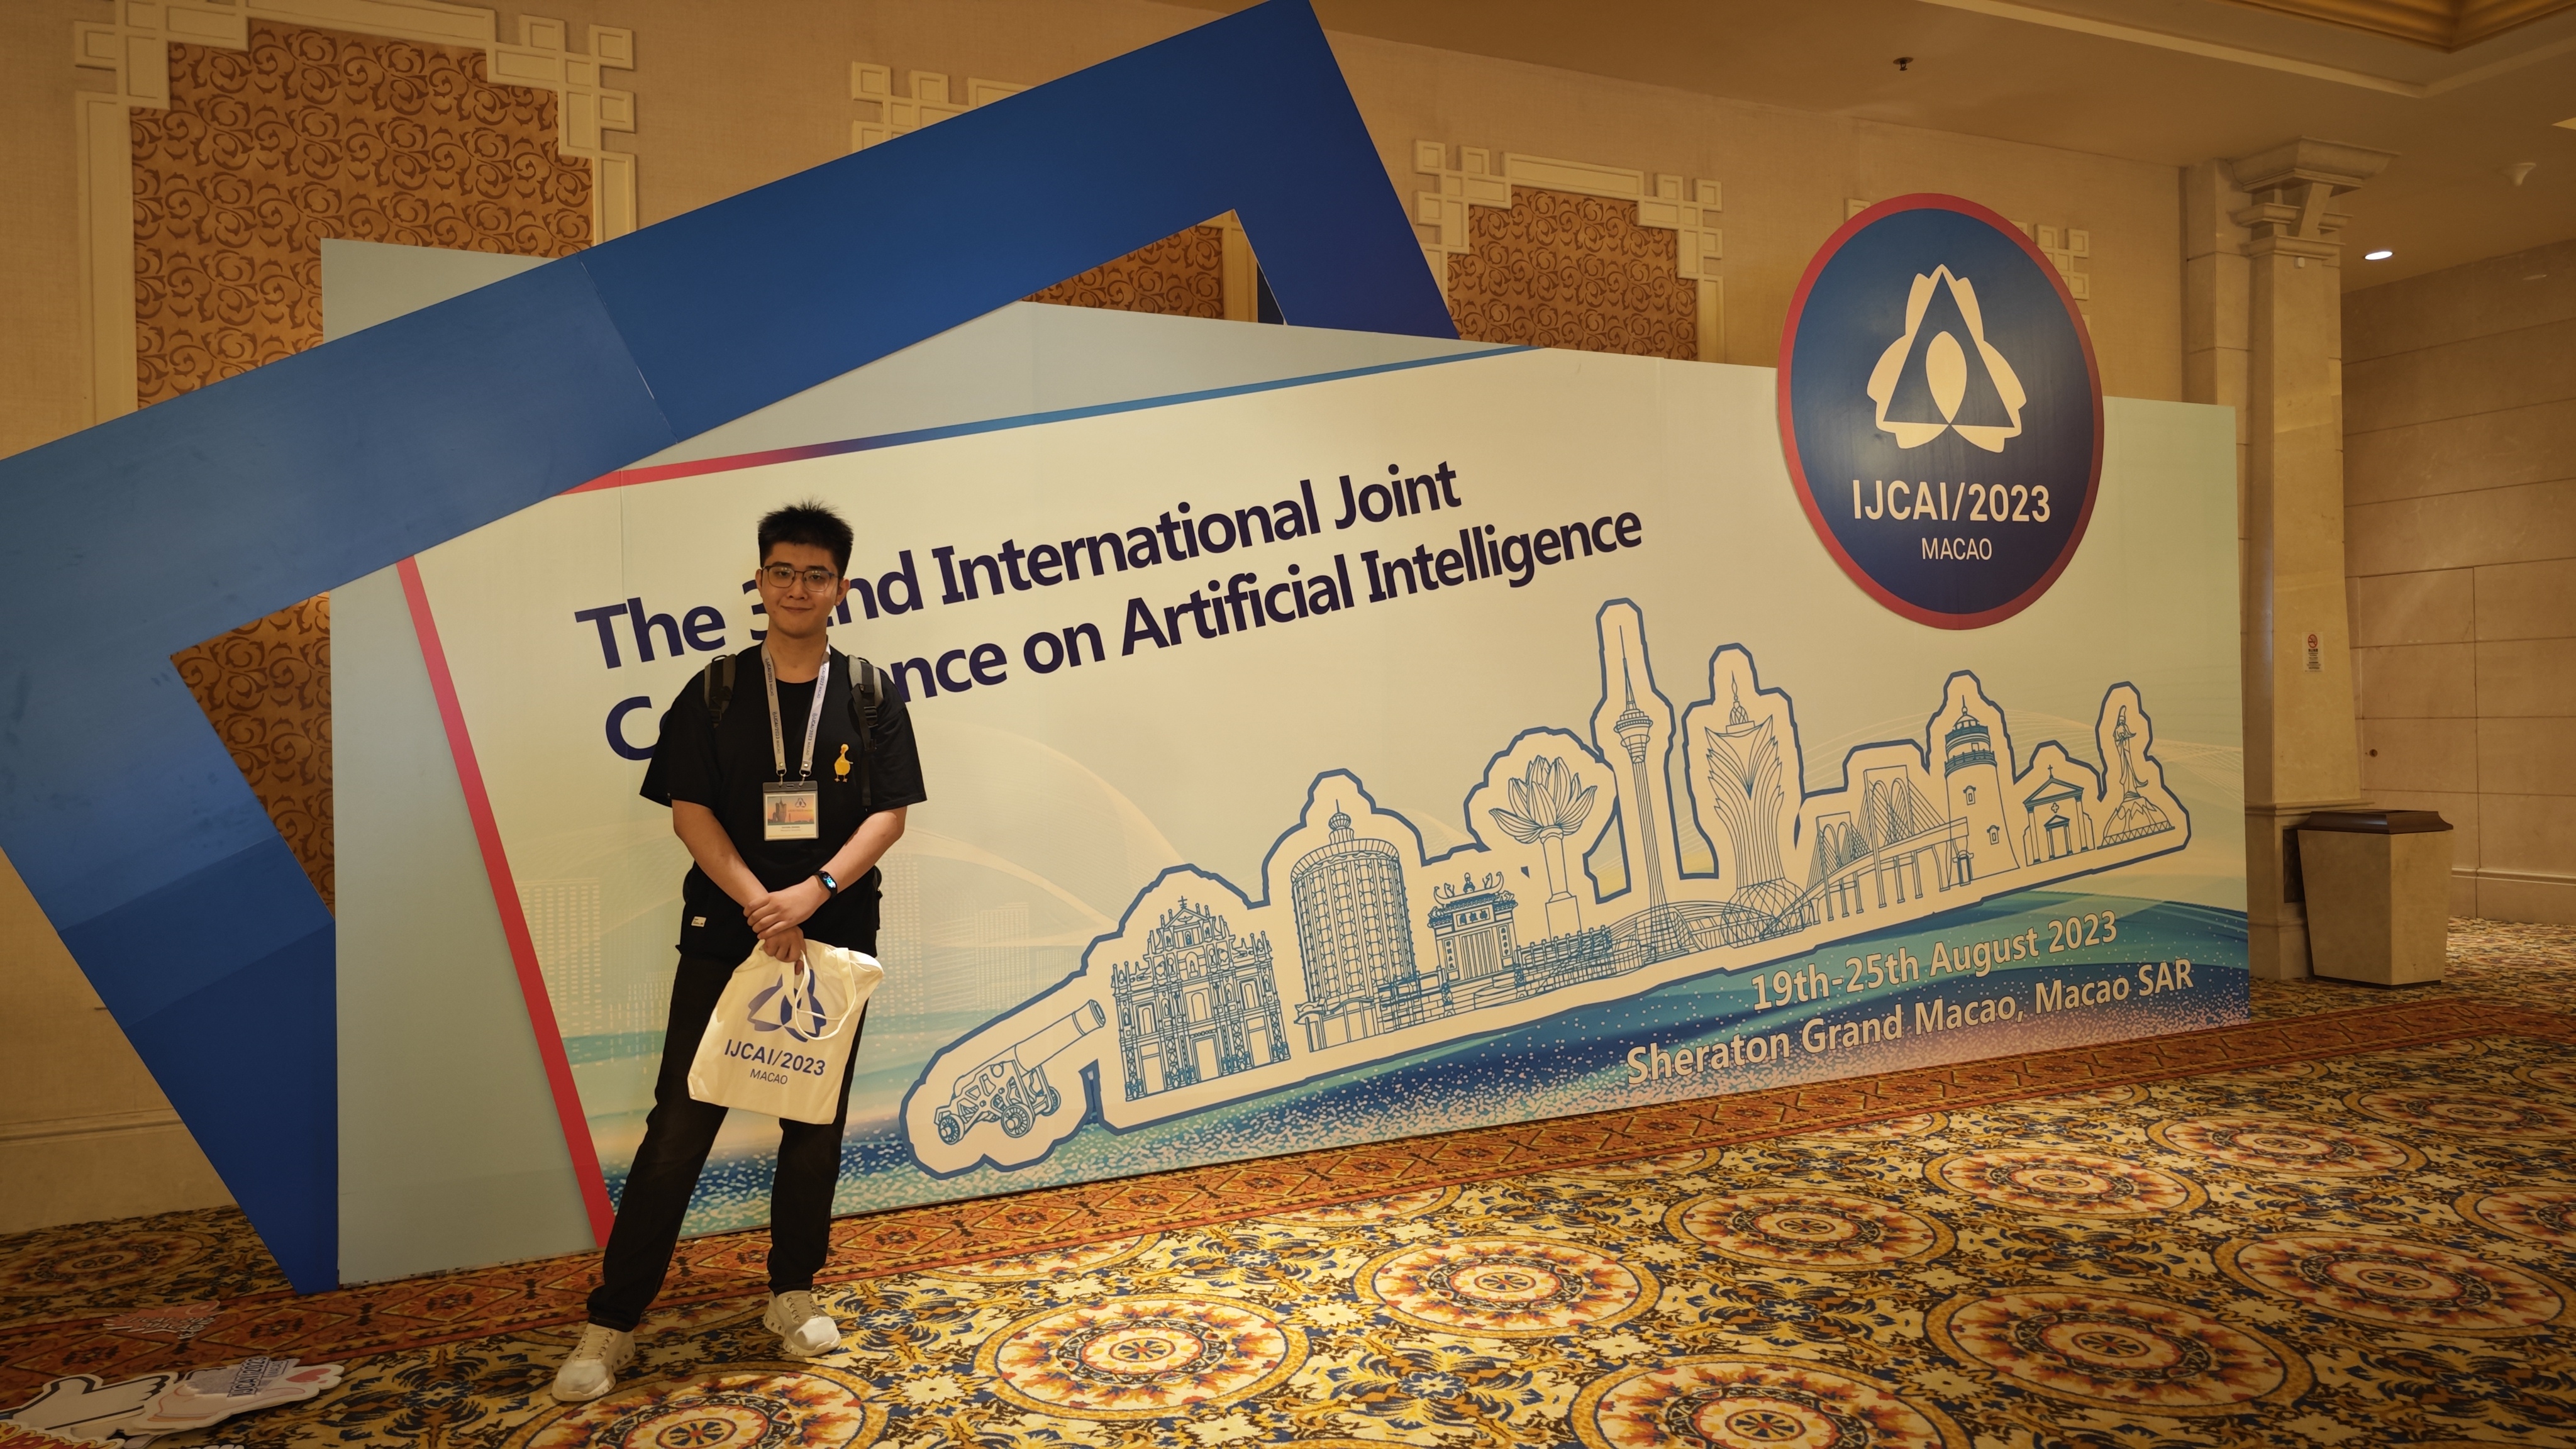 The nd International Joint
nce on Artificial Intelligence
IJCAI/2023
MACAO
19th-25th August 2023
Sheraton Grand Macao, Macao SAR
IJCAI/2023
MACAO